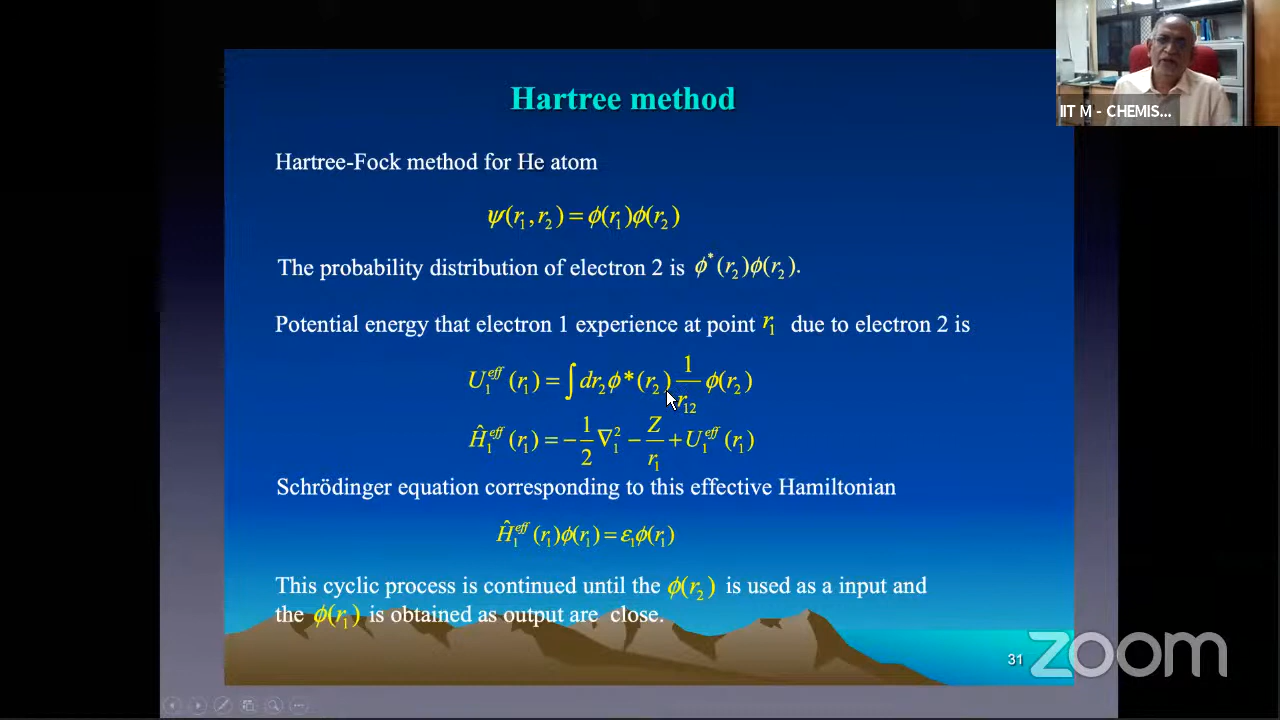 Hartree method
IIT M - CHEMIS...
Hartree-Fock method for He atom
ψ(r₁, r₂) = ϕ(r₁)ϕ(r₂)
The probability distribution of electron 2 is ϕ*(r₂)ϕ(r₂).
Potential energy that electron 1 experience at point r₁ due to electron 2 is
U₁ᵉᶠᶠ(r₁) = ∫ dr₂ϕ*(r₂) 1/r₁₂ ϕ(r₂)
Ĥ₁ᵉᶠᶠ(r₁) = −1/2 ∇₁² − Z/r₁ + U₁ᵉᶠᶠ(r₁)
Schrödinger equation corresponding to this effective Hamiltonian
Ĥ₁ᵉᶠᶠ(r₁)ϕ(r₁) = ε₁ϕ(r₁)
This cyclic process is continued until the ϕ(r₂) is used as a input and
the ϕ(r₁) is obtained as output are close.
31
zoom